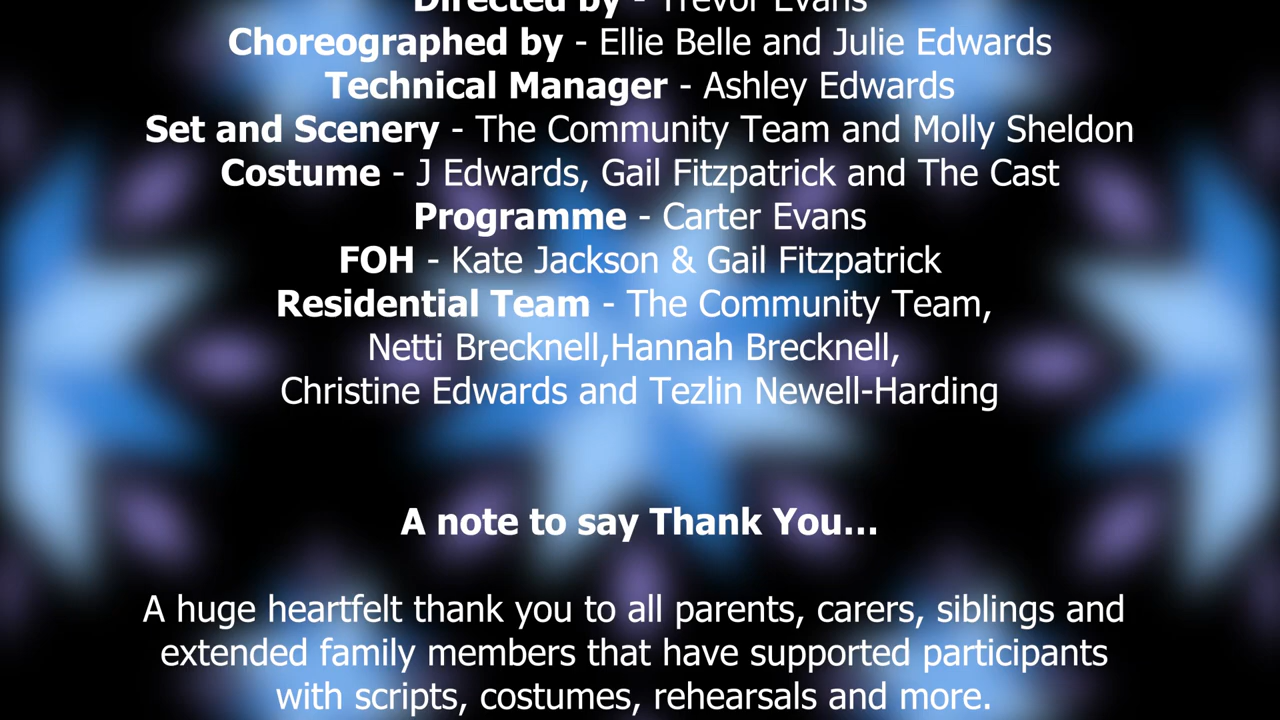 Directed by - Trevor Evans
Choreographed by - Ellie Belle and Julie Edwards
Technical Manager - Ashley Edwards
Set and Scenery - The Community Team and Molly Sheldon
Costume - J Edwards, Gail Fitzpatrick and The Cast
Programme - Carter Evans
FOH - Kate Jackson & Gail Fitzpatrick
Residential Team - The Community Team,
Netti Brecknell,Hannah Brecknell,
Christine Edwards and Tezlin Newell-Harding
A note to say Thank You...
A huge heartfelt thank you to all parents, carers, siblings and
extended family members that have supported participants
with scripts, costumes, rehearsals and more.